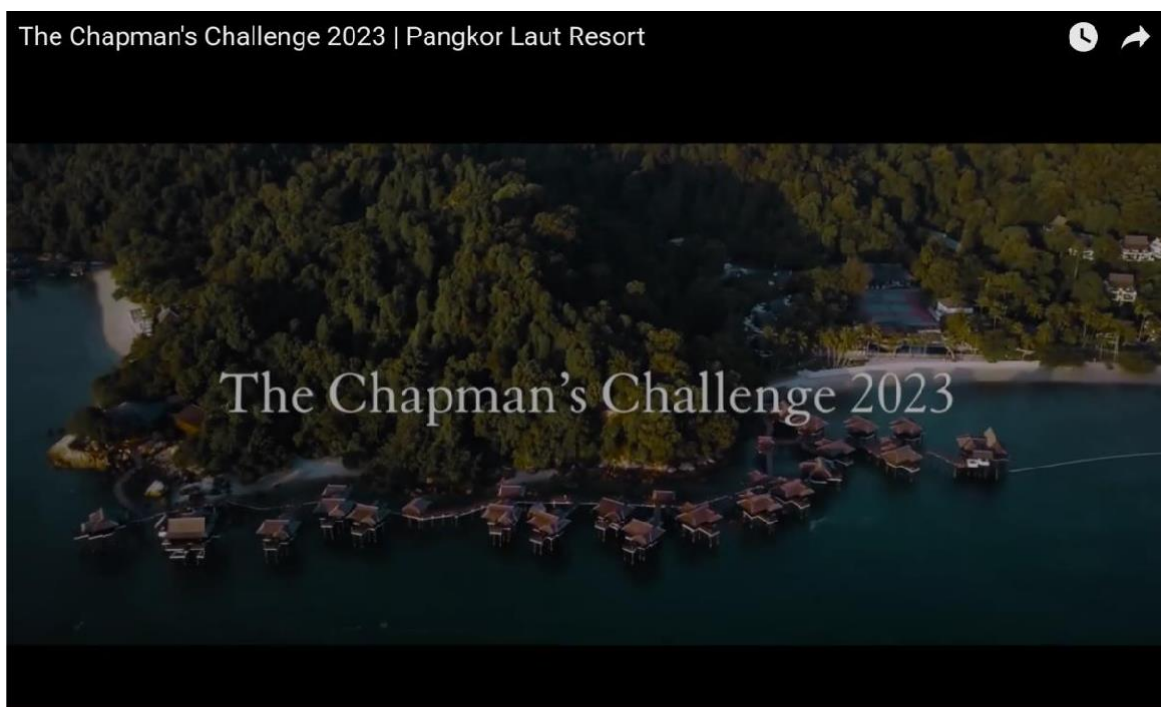 The Chapman's Challenge 2023 | Pangkor Laut Resort
The Chapman’s Challenge 2023